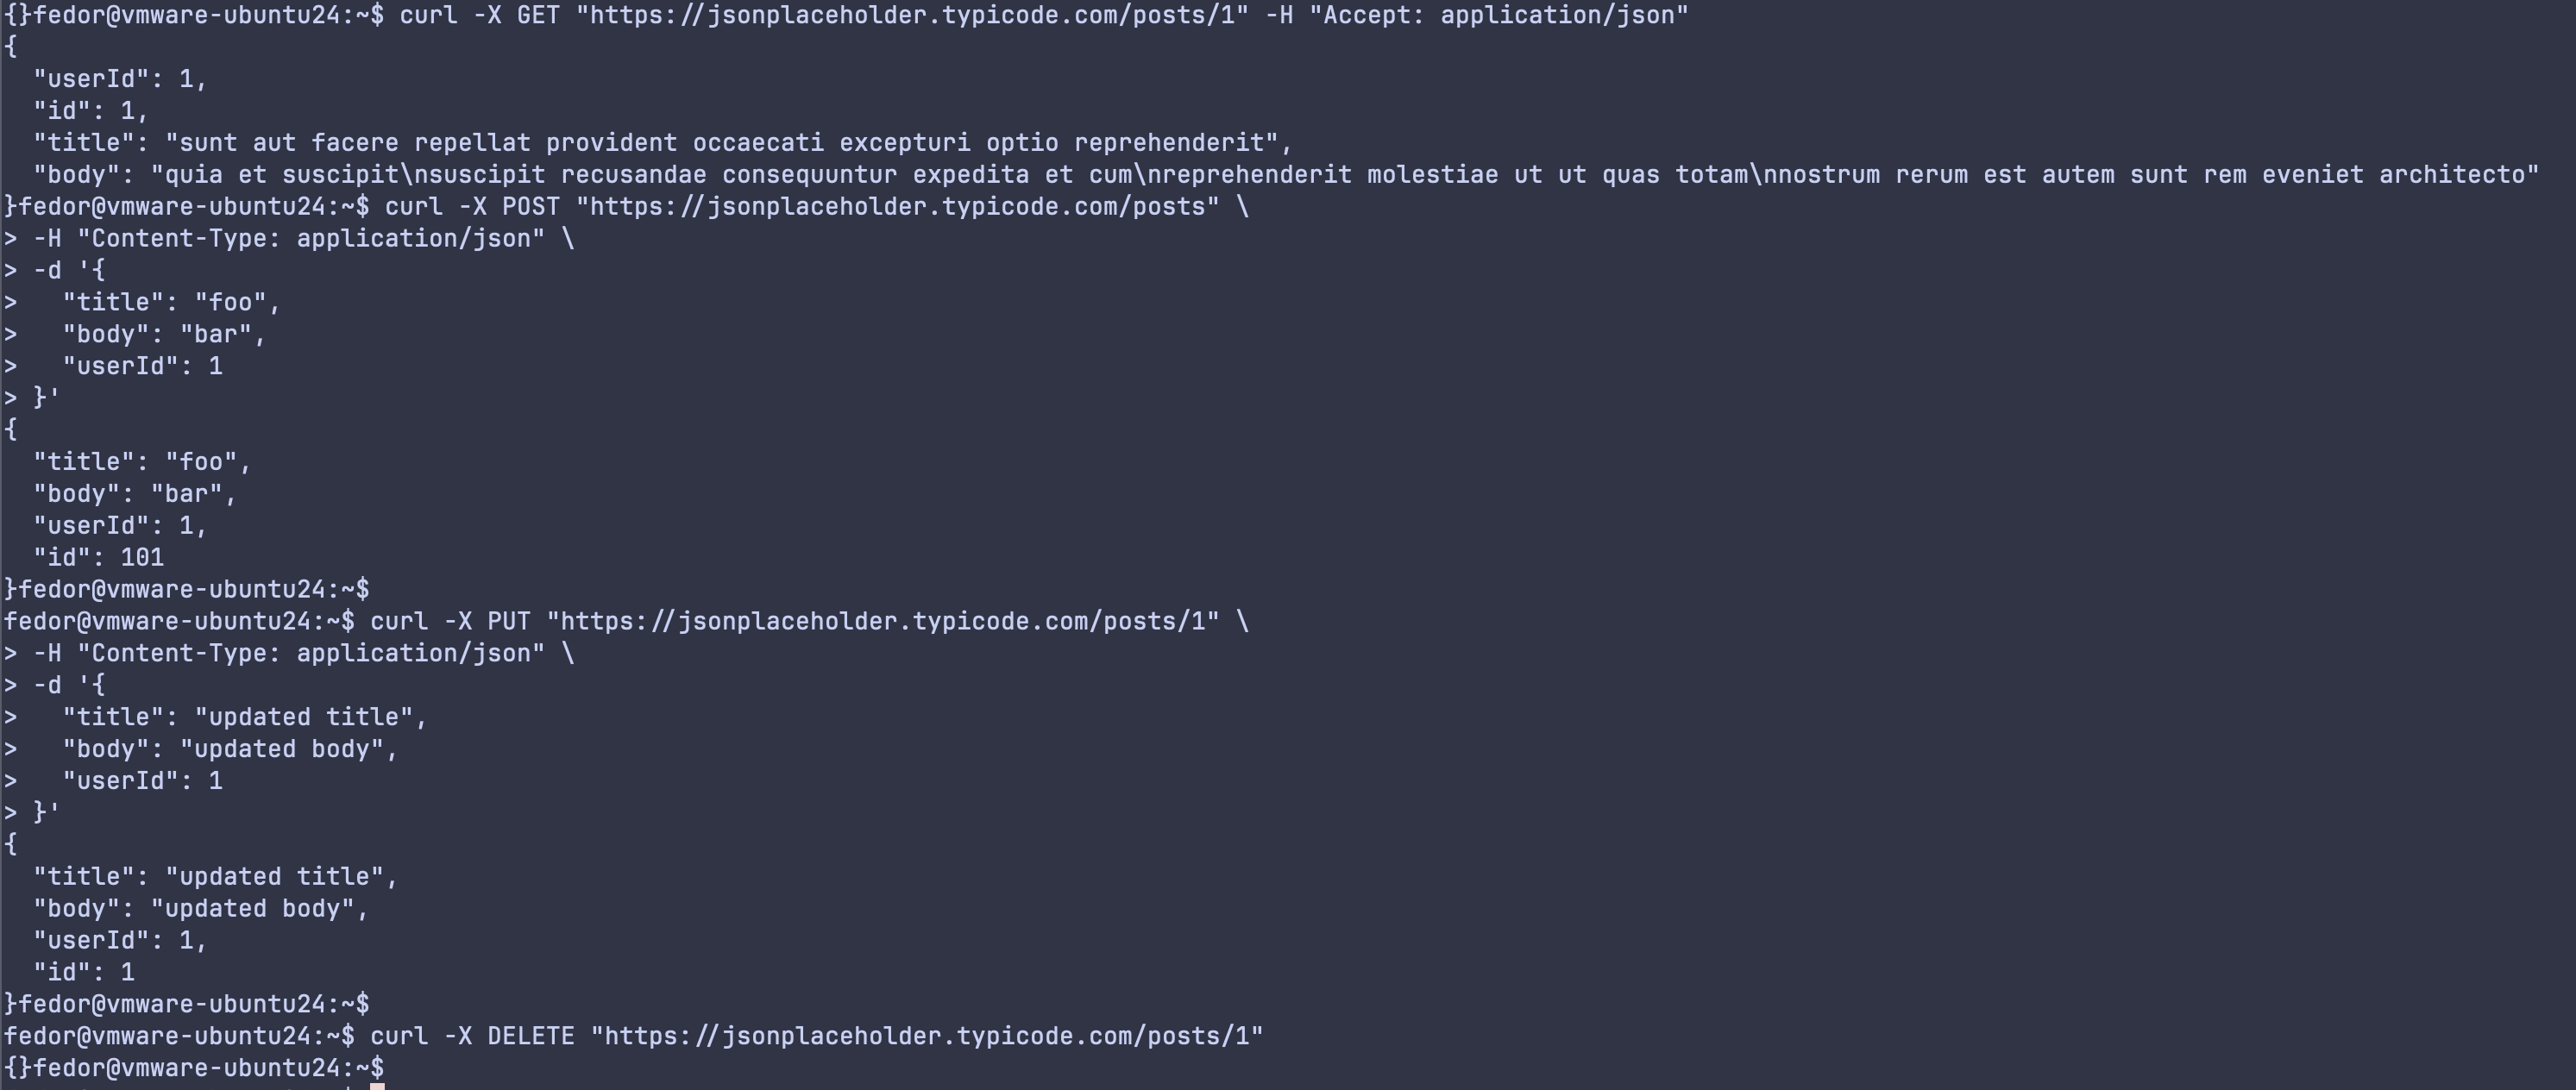 {}fedor@vmware-ubuntu24:~$ curl -X GET "https://jsonplaceholder.typicode.com/posts/1" -H "Accept: application/json"
{
  "userId": 1,
  "id": 1,
  "title": "sunt aut facere repellat provident occaecati excepturi optio reprehenderit",
  "body": "quia et suscipit\nsuscipit recusandae consequuntur expedita et cum\nreprehenderit molestiae ut ut quas totam\nnostrum rerum est autem sunt rem eveniet architecto"
}fedor@vmware-ubuntu24:~$ curl -X POST "https://jsonplaceholder.typicode.com/posts" \
> -H "Content-Type: application/json" \
> -d '{
>   "title": "foo",
>   "body": "bar",
>   "userId": 1
> }'
{
  "title": "foo",
  "body": "bar",
  "userId": 1,
  "id": 101
}fedor@vmware-ubuntu24:~$
fedor@vmware-ubuntu24:~$ curl -X PUT "https://jsonplaceholder.typicode.com/posts/1" \
> -H "Content-Type: application/json" \
> -d '{
>   "title": "updated title",
>   "body": "updated body",
>   "userId": 1
> }'
{
  "title": "updated title",
  "body": "updated body",
  "userId": 1,
  "id": 1
}fedor@vmware-ubuntu24:~$
fedor@vmware-ubuntu24:~$ curl -X DELETE "https://jsonplaceholder.typicode.com/posts/1"
{}fedor@vmware-ubuntu24:~$